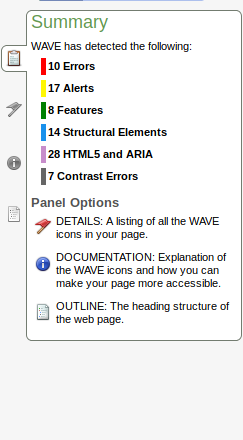 Summary
WAVE has detected the following:
10 Errors
17 Alerts
8 Features
14 Structural Elements
28 HTML5 and ARIA
7 Contrast Errors
Panel Options
DETAILS: A listing of all the WAVE
icons in your page.
DOCUMENTATION: Explanation of
the WAVE icons and how you can
make your page more accessible.
OUTLINE: The heading structure of
the web page.